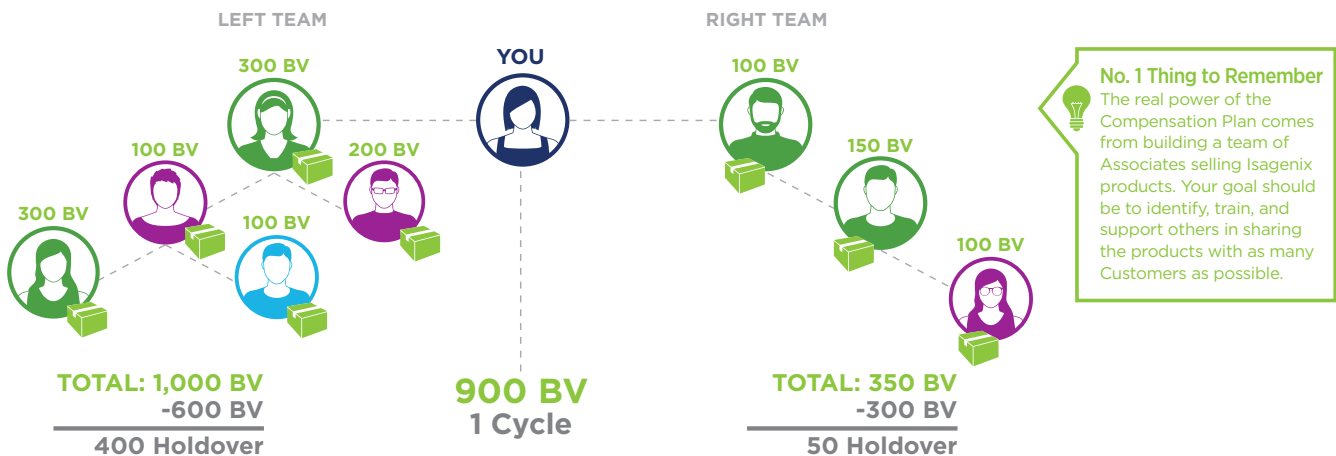 LEFT TEAM
RIGHT TEAM
YOU
300 BV
100 BV
200 BV
300 BV
100 BV
100 BV
150 BV
100 BV
No. 1 Thing to Remember
The real power of the
Compensation Plan comes
from building a team of
Associates selling Isagenix
products. Your goal should
be to identify, train, and
support others in sharing
the products with as many
Customers as possible.
TOTAL: 1,000 BV
-600 BV
400 Holdover
900 BV
1 Cycle
TOTAL: 350 BV
-300 BV
50 Holdover